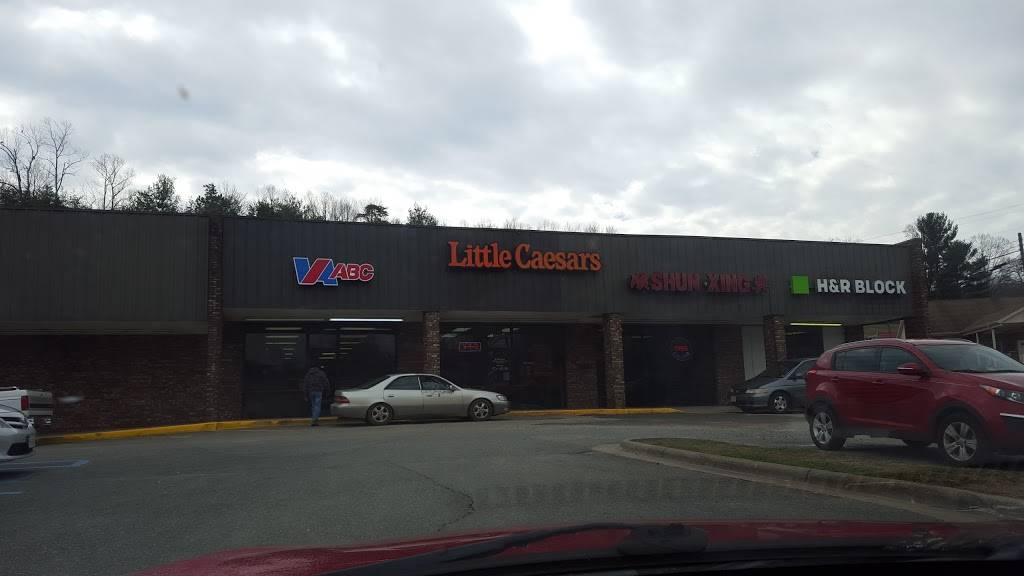 VA ABC
Little Caesars
SHUN XING
H&R BLOCK